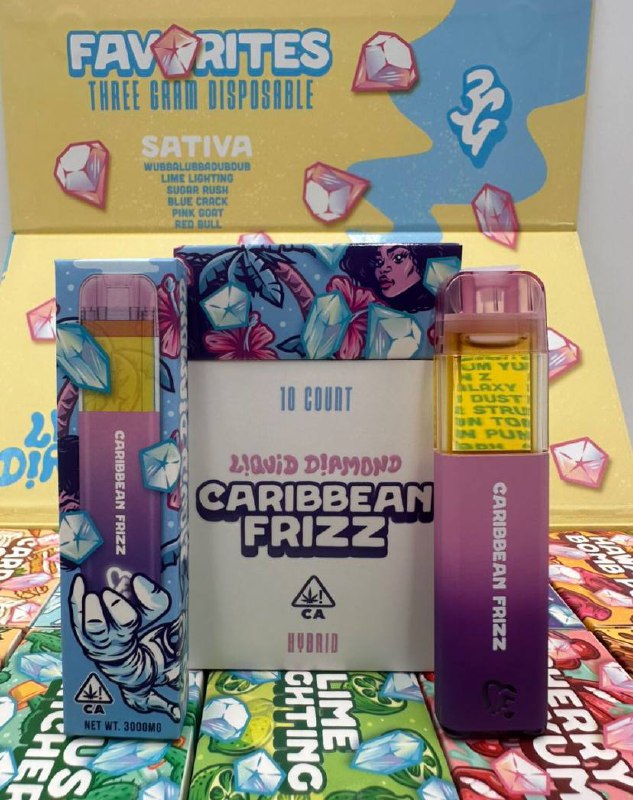 FAVORITES
THREE GRAM DISPOSABLE
3G
SATIVA
WUBBALUBBADUBDUB
LIME LIGHTING
SUGAR RUSH
BLUE CRACK
PINK GOAT
RED BULL
10 COUNT
LIQUID DIAMOND
CARIBBEAN
FRIZZ
CA
HYBRID
CARIBBEAN FRIZZ
CA
NET WT. 3000MG
CARIBBEAN FRIZZ
LIME